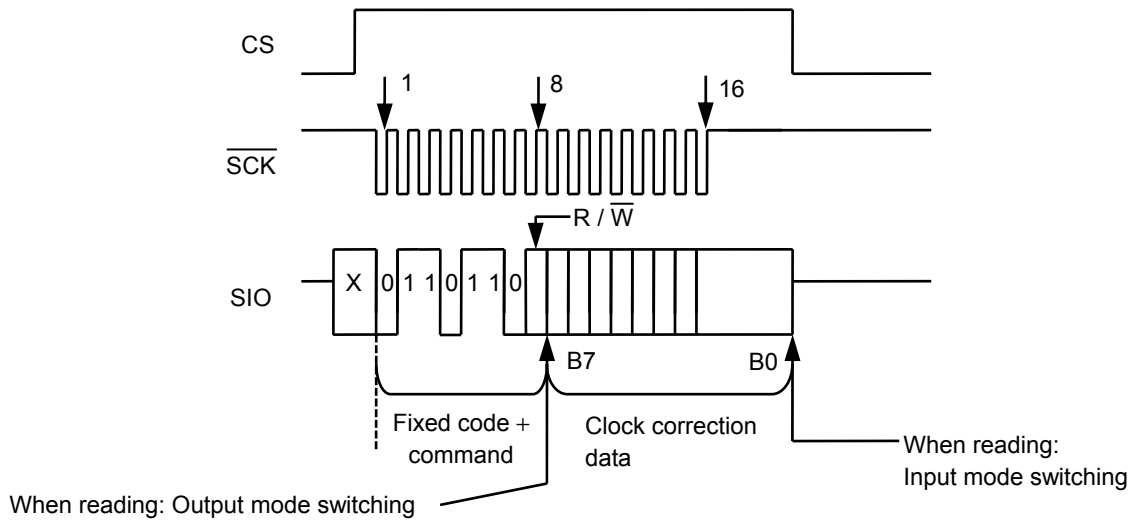 CS
1
8
16
SCK
R / W
X 0 1 1 0 1 1 0
SIO
B7
B0
Fixed code +
command
Clock correction
data
When reading:
Input mode switching
When reading: Output mode switching